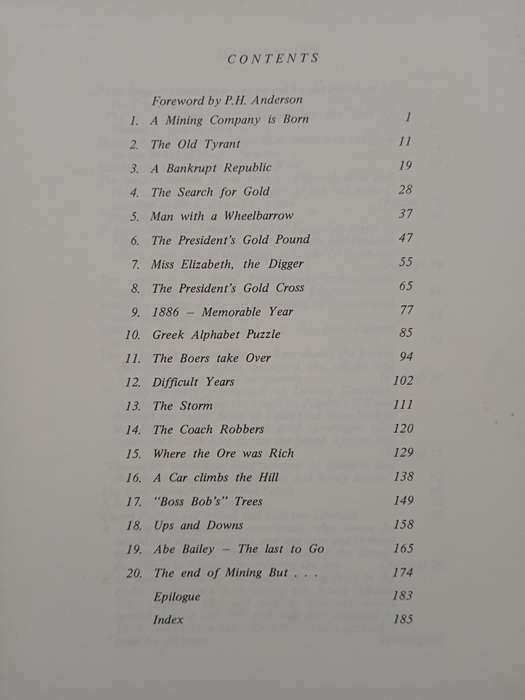 CONTENTS
Foreword by P.H. Anderson
1. A Mining Company is Born 1
2. The Old Tyrant 11
3. A Bankrupt Republic 19
4. The Search for Gold 28
5. Man with a Wheelbarrow 37
6. The President's Gold Pound 47
7. Miss Elizabeth, the Digger 55
8. The President's Gold Cross 65
9. 1886 – Memorable Year 77
10. Greek Alphabet Puzzle 85
11. The Boers take Over 94
12. Difficult Years 102
13. The Storm 111
14. The Coach Robbers 120
15. Where the Ore was Rich 129
16. A Car climbs the Hill 138
17. "Boss Bob's" Trees 149
18. Ups and Downs 158
19. Abe Bailey – The last to Go 165
20. The end of Mining But . . . 174
Epilogue 183
Index 185